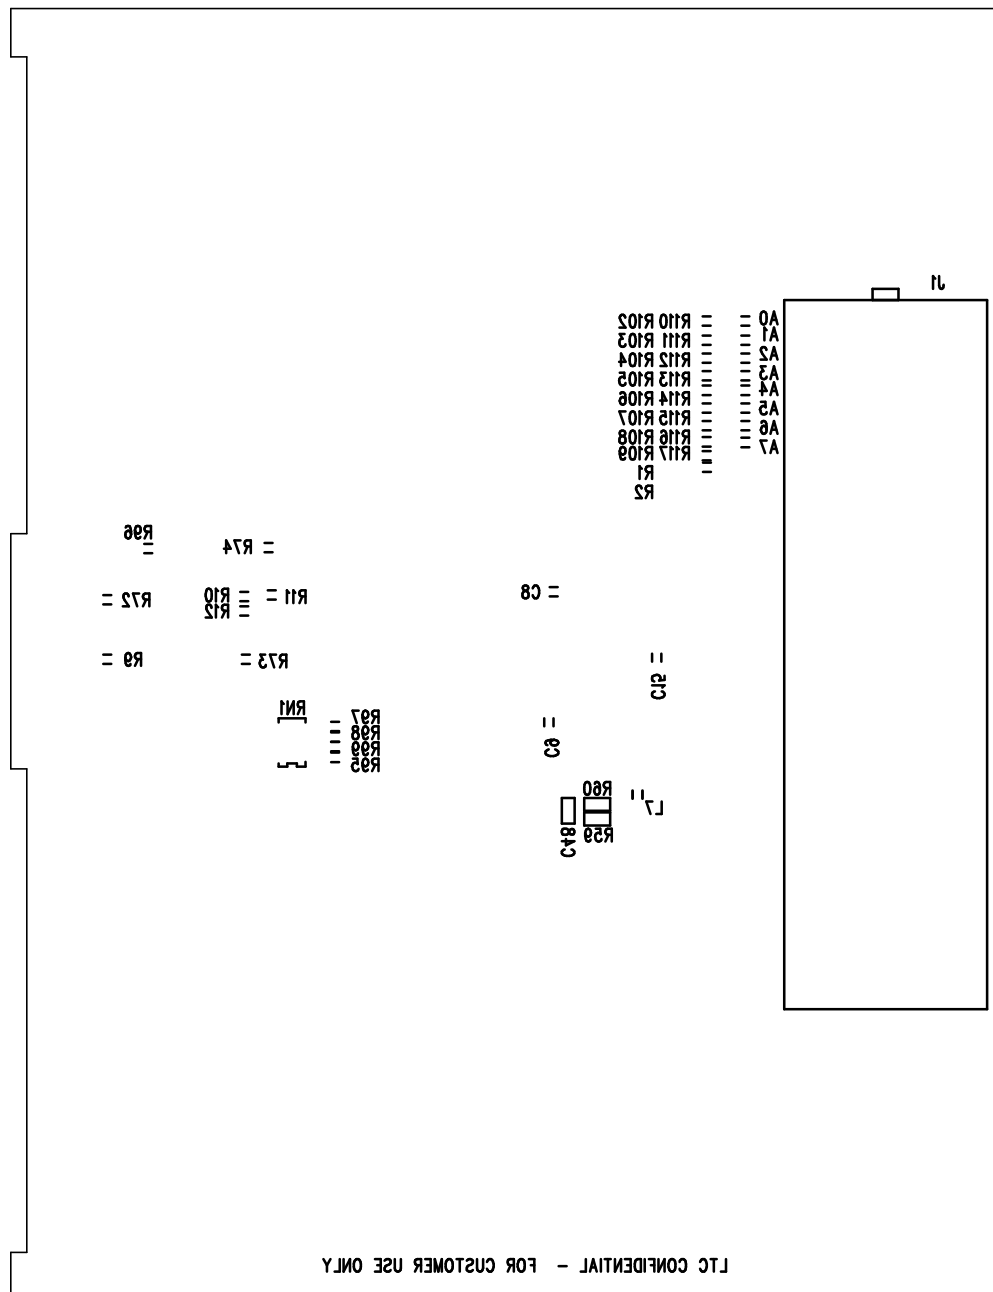 J1
R102 R110 A0
R103 R111 A1
R104 R112 A2
R105 R113 A3
R106 R114 A4
R107 R115 A5
R108 R116 A6
R109 R117 A7
R1
R2
R96
R74
R72
R10
R11
R12
C8
R9
R73
C15
RN1
R97
R98
R99
R95
C9
R60
L7
C48
R59
LTC CONFIDENTIAL - FOR CUSTOMER USE ONLY